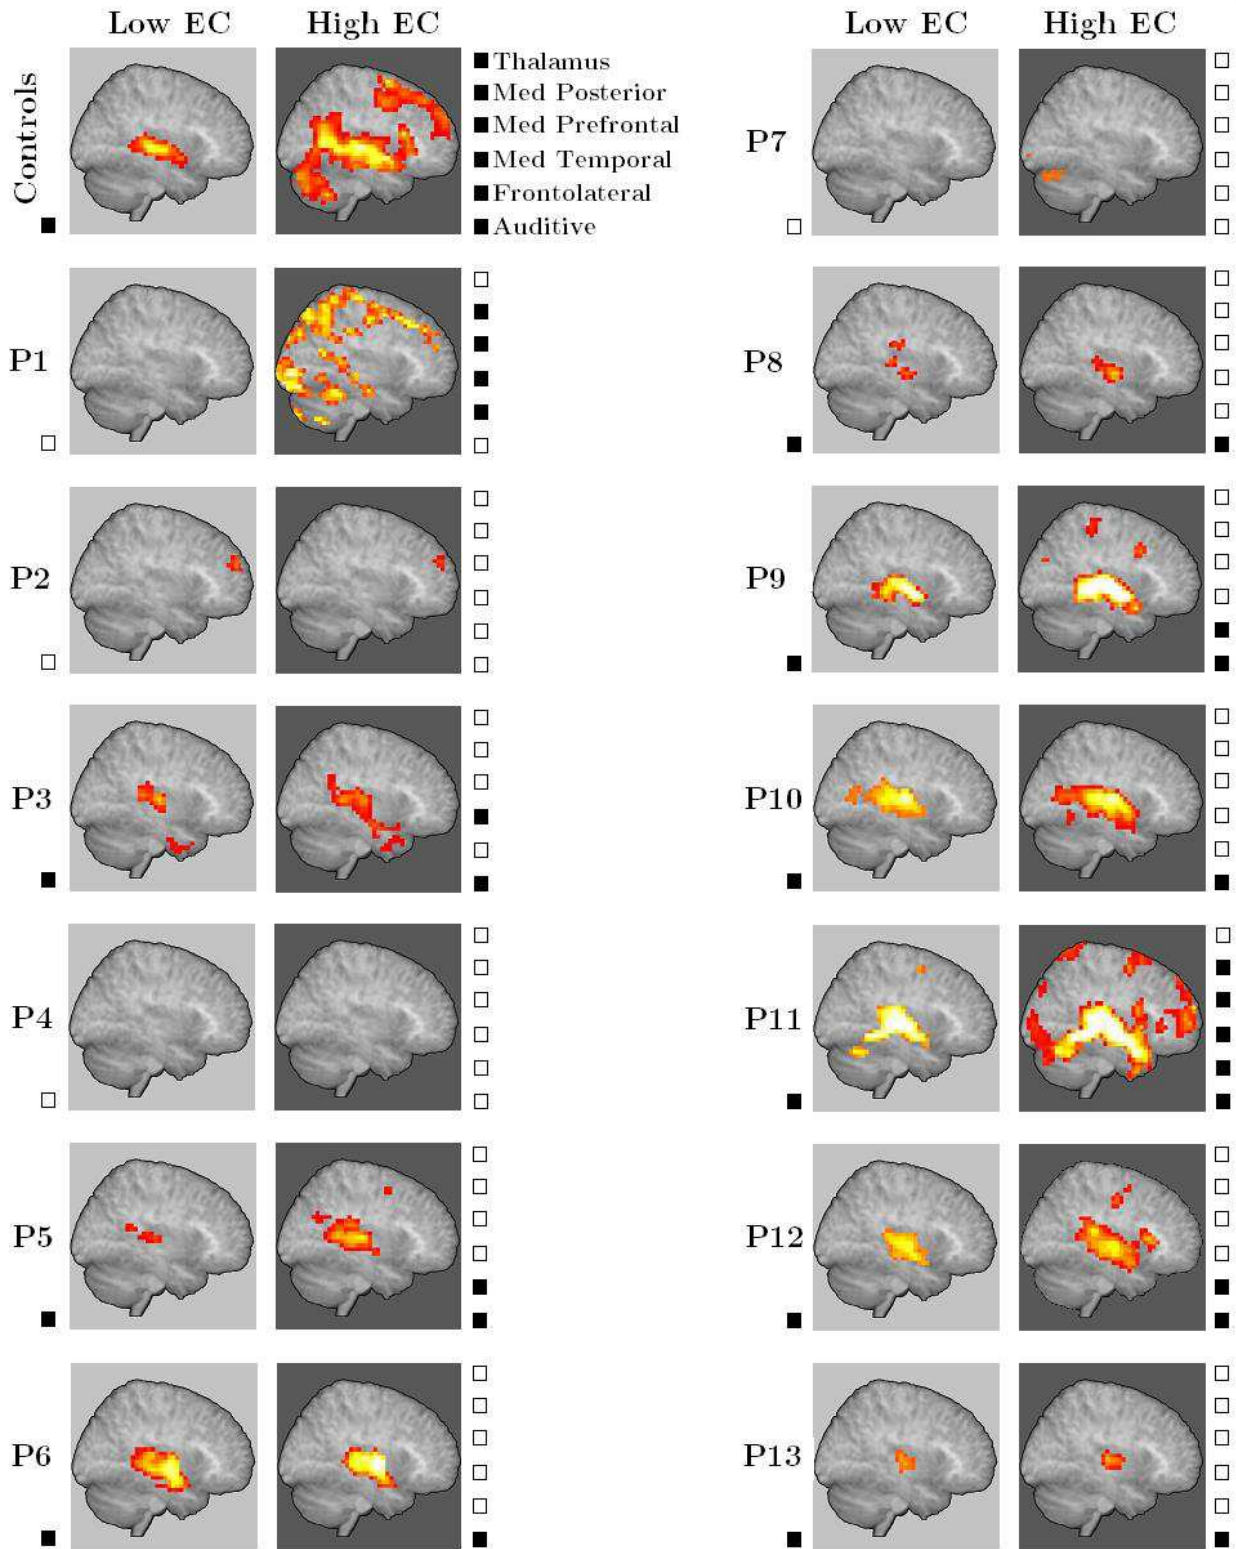 Low EC High EC Low EC High EC
Controls
Thalamus
Med Posterior
Med Prefrontal
Med Temporal
Frontolateral
Auditive
P7
P1
P8
P2
P9
P3
P10
P4
P11
P5
P12
P6
P13